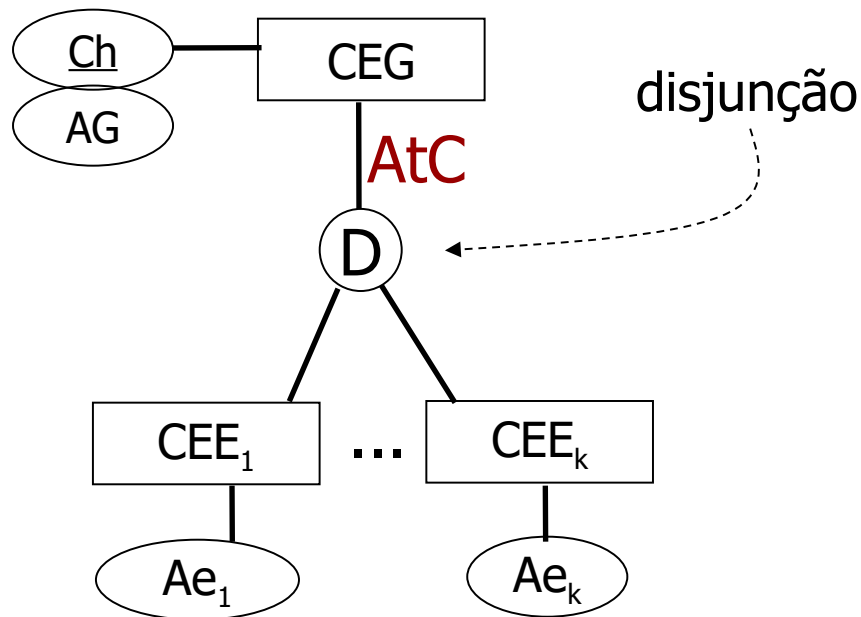 Ch
CEG
AG
disjunção
AtC
D
CEE₁
...
CEEₖ
Ae₁
Aeₖ